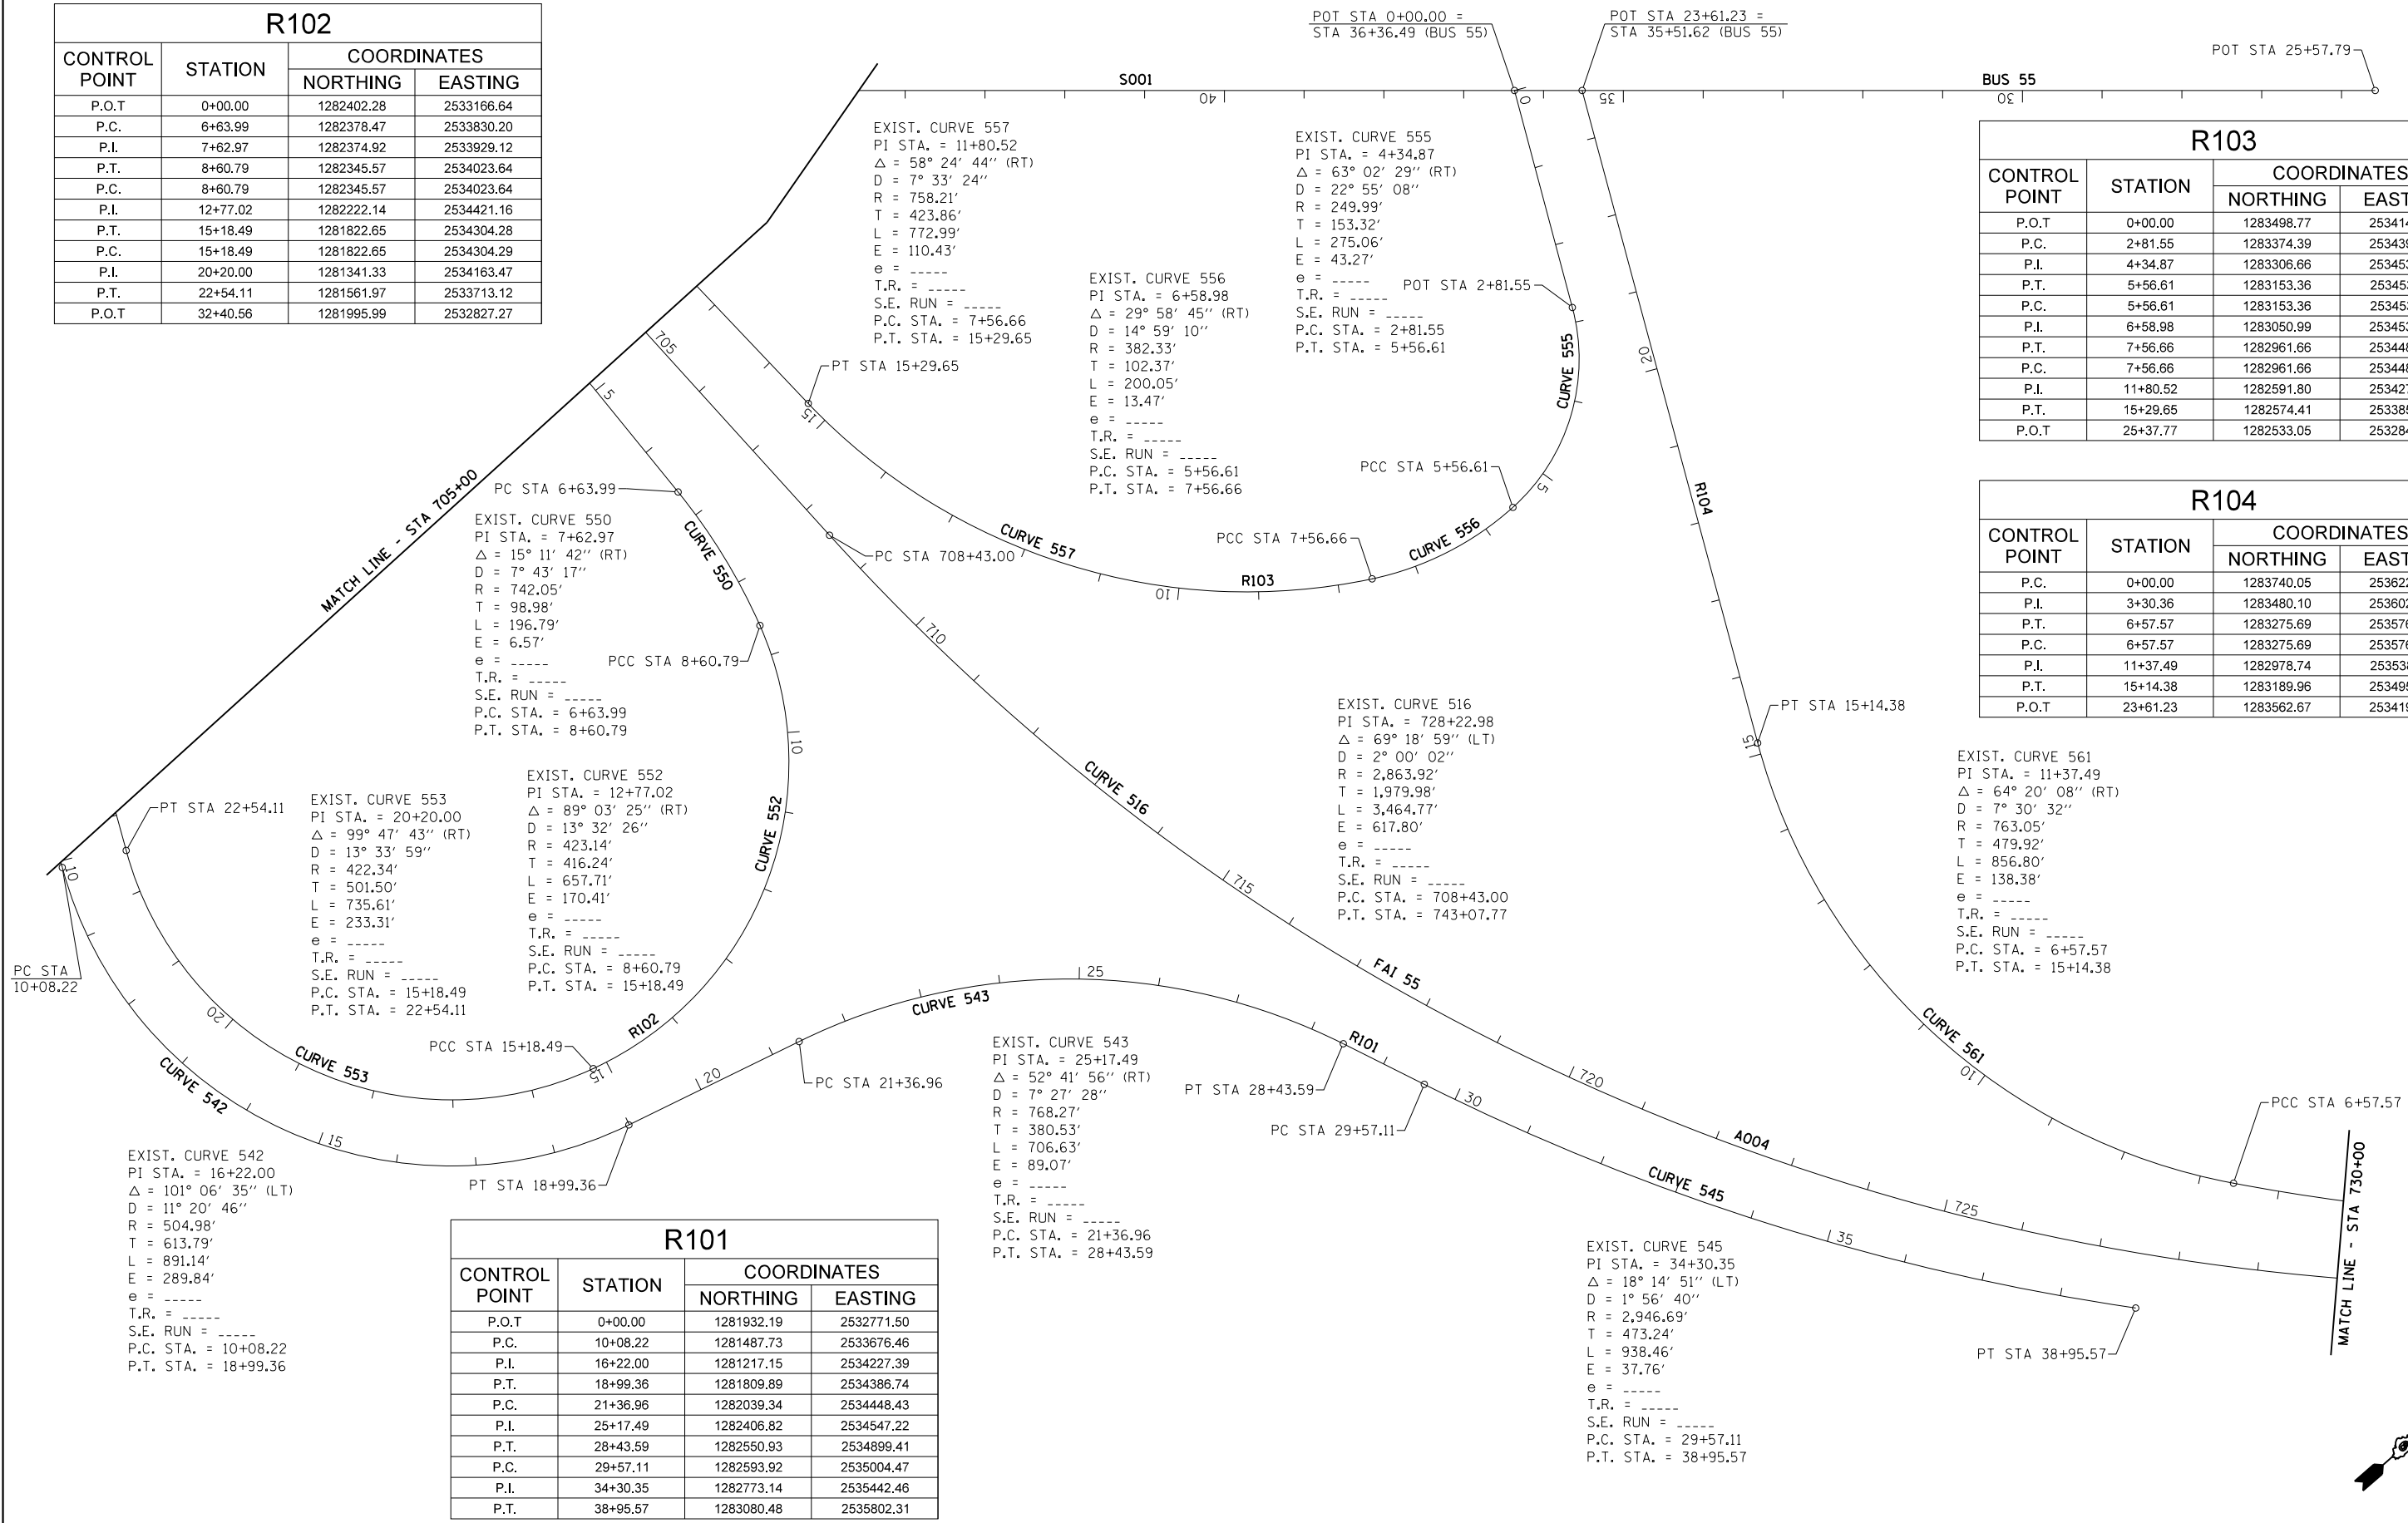 R102
CONTROL POINT STATION COORDINATES
NORTHING EASTING
P.O.T 0+00.00 1282402.28 2533166.64
P.C. 6+63.99 1282378.47 2533830.20
P.I. 7+62.97 1282374.92 2533929.12
P.T. 8+60.79 1282345.57 2534023.64
P.C. 8+60.79 1282345.57 2534023.64
P.I. 12+77.02 1282222.14 2534421.16
P.T. 15+18.49 1281822.65 2534304.28
P.C. 15+18.49 1281822.65 2534304.29
P.I. 20+20.00 1281341.33 2534163.47
P.T. 22+54.11 1281561.97 2533713.12
P.O.T 32+40.56 1281995.99 2532827.27
POT STA 0+00.00 =
STA 36+36.49 (BUS 55)
POT STA 23+61.23 =
STA 35+51.62 (BUS 55)
POT STA 25+57.79
S001
BUS 55
40
0
35
30
EXIST. CURVE 557
PI STA. = 11+80.52
Δ = 58° 24' 44'' (RT)
D = 7° 33' 24''
R = 758.21'
T = 423.86'
L = 772.99'
E = 110.43'
e = -----
T.R. = -----
S.E. RUN = -----
P.C. STA. = 7+56.66
P.T. STA. = 15+29.65
EXIST. CURVE 555
PI STA. = 4+34.87
Δ = 63° 02' 29'' (RT)
D = 22° 55' 08''
R = 249.99'
T = 153.32'
L = 275.06'
E = 43.27'
e = -----
T.R. = -----
S.E. RUN = -----
P.C. STA. = 2+81.55
P.T. STA. = 5+56.61
EXIST. CURVE 556
PI STA. = 6+58.98
Δ = 29° 58' 45'' (RT)
D = 14° 59' 10''
R = 382.33'
T = 102.37'
L = 200.05'
E = 13.47'
e = -----
T.R. = -----
S.E. RUN = -----
P.C. STA. = 5+56.61
P.T. STA. = 7+56.66
POT STA 2+81.55
CURVE 555
20
R104
R103
CONTROL POINT STATION COORDINATES
NORTHING
P.O.T 0+00.00 1283498.77
P.C. 2+81.55 1283374.39
P.I. 4+34.87 1283306.66
P.T. 5+56.61 1283153.36
P.C. 5+56.61 1283153.36
P.I. 6+58.98 1283050.99
P.T. 7+56.66 1282961.66
P.C. 7+56.66 1282961.66
P.I. 11+80.52 1282591.80
P.T. 15+29.65 1282574.41
P.O.T 25+37.77 1282533.05
R104
CONTROL POINT STATION COORDINATES
NORTHING
P.C. 0+00.00 1283740.05
P.I. 3+30.36 1283480.10
P.T. 6+57.57 1283275.69
P.C. 6+57.57 1283275.69
P.I. 11+37.49 1282978.74
P.T. 15+14.38 1283189.96
P.O.T 23+61.23 1283562.67
705
5
PT STA 15+29.65
15
MATCH LINE - STA 705+00
PC STA 6+63.99
CURVE 550
PC STA 708+43.00
CURVE 557
R103
10
PCC STA 7+56.66
CURVE 556
PCC STA 5+56.61
5
EXIST. CURVE 550
PI STA. = 7+62.97
Δ = 15° 11' 42'' (RT)
D = 7° 43' 17''
R = 742.05'
T = 98.98'
L = 196.79'
E = 6.57'
e = -----
T.R. = -----
S.E. RUN = -----
P.C. STA. = 6+63.99
P.T. STA. = 8+60.79
PCC STA 8+60.79
710
10
CURVE 552
CURVE 516
EXIST. CURVE 516
PI STA. = 728+22.98
Δ = 69° 18' 59'' (LT)
D = 2° 00' 02''
R = 2,863.92'
T = 1,979.98'
L = 3,464.77'
E = 617.80'
e = -----
T.R. = -----
S.E. RUN = -----
P.C. STA. = 708+43.00
P.T. STA. = 743+07.77
PT STA 15+14.38
15
EXIST. CURVE 561
PI STA. = 11+37.49
Δ = 64° 20' 08'' (RT)
D = 7° 30' 32''
R = 763.05'
T = 479.92'
L = 856.80'
E = 138.38'
e = -----
T.R. = -----
S.E. RUN = -----
P.C. STA. = 6+57.57
P.T. STA. = 15+14.38
PT STA 22+54.11
EXIST. CURVE 553
PI STA. = 20+20.00
Δ = 99° 47' 43'' (RT)
D = 13° 33' 59''
R = 422.34'
T = 501.50'
L = 735.61'
E = 233.31'
e = -----
T.R. = -----
S.E. RUN = -----
P.C. STA. = 15+18.49
P.T. STA. = 22+54.11
EXIST. CURVE 552
PI STA. = 12+77.02
Δ = 89° 03' 25'' (RT)
D = 13° 32' 26''
R = 423.14'
T = 416.24'
L = 657.71'
E = 170.41'
e = -----
T.R. = -----
S.E. RUN = -----
P.C. STA. = 8+60.79
P.T. STA. = 15+18.49
10
PC STA
10+08.22
20
CURVE 553
CURVE 542
R102
PCC STA 15+18.49
15
15
20
715
FAI 55
25
CURVE 543
PC STA 21+36.96
R101
PT STA 28+43.59
PC STA 29+57.11
30
720
A004
CURVE 545
725
35
CURVE 561
10
PCC STA 6+57.57
MATCH LINE - STA 730+00
EXIST. CURVE 543
PI STA. = 25+17.49
Δ = 52° 41' 56'' (RT)
D = 7° 27' 28''
R = 768.27'
T = 380.53'
L = 706.63'
E = 89.07'
e = -----
T.R. = -----
S.E. RUN = -----
P.C. STA. = 21+36.96
P.T. STA. = 28+43.59
EXIST. CURVE 542
PI STA. = 16+22.00
Δ = 101° 06' 35'' (LT)
D = 11° 20' 46''
R = 504.98'
T = 613.79'
L = 891.14'
E = 289.84'
e = -----
T.R. = -----
S.E. RUN = -----
P.C. STA. = 10+08.22
P.T. STA. = 18+99.36
PT STA 18+99.36
R101
CONTROL POINT STATION COORDINATES
NORTHING EASTING
P.O.T 0+00.00 1281932.19 2532771.50
P.C. 10+08.22 1281487.73 2533676.46
P.I. 16+22.00 1281217.15 2534227.39
P.T. 18+99.36 1281809.89 2534386.74
P.C. 21+36.96 1282039.34 2534448.43
P.I. 25+17.49 1282406.82 2534547.22
P.T. 28+43.59 1282550.93 2534899.41
P.C. 29+57.11 1282593.92 2535004.47
P.I. 34+30.35 1282773.14 2535442.46
P.T. 38+95.57 1283080.48 2535802.31
EXIST. CURVE 545
PI STA. = 34+30.35
Δ = 18° 14' 51'' (LT)
D = 1° 56' 40''
R = 2,946.69'
T = 473.24'
L = 938.46'
E = 37.76'
e = -----
T.R. = -----
S.E. RUN = -----
P.C. STA. = 29+57.11
P.T. STA. = 38+95.57
PT STA 38+95.57